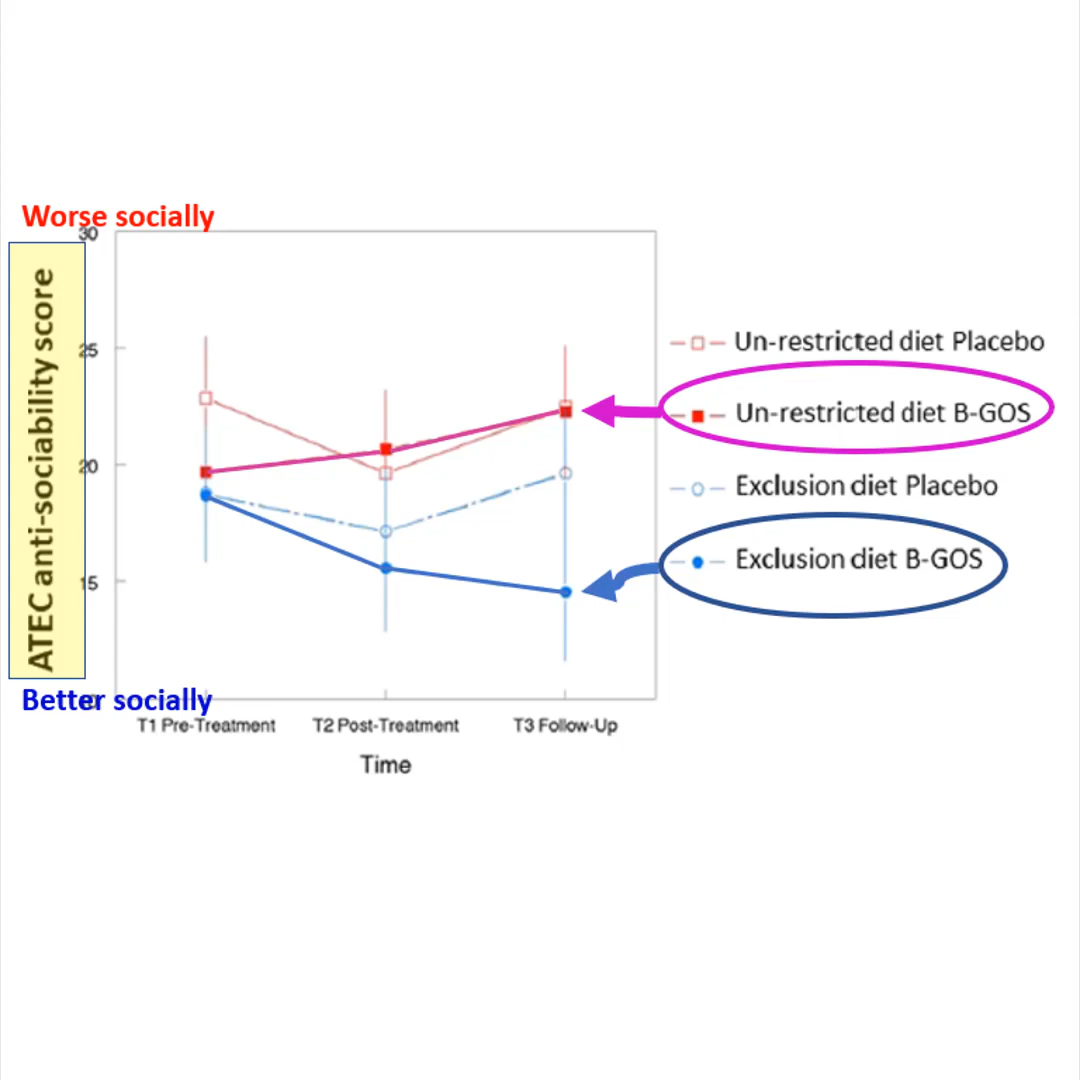 Worse socially
30
ATEC anti-sociability score
25
20
15
Better socially
T1 Pre-Treatment T2 Post-Treatment T3 Follow-Up
Time
Un-restricted diet Placebo
Un-restricted diet B-GOS
Exclusion diet Placebo
Exclusion diet B-GOS